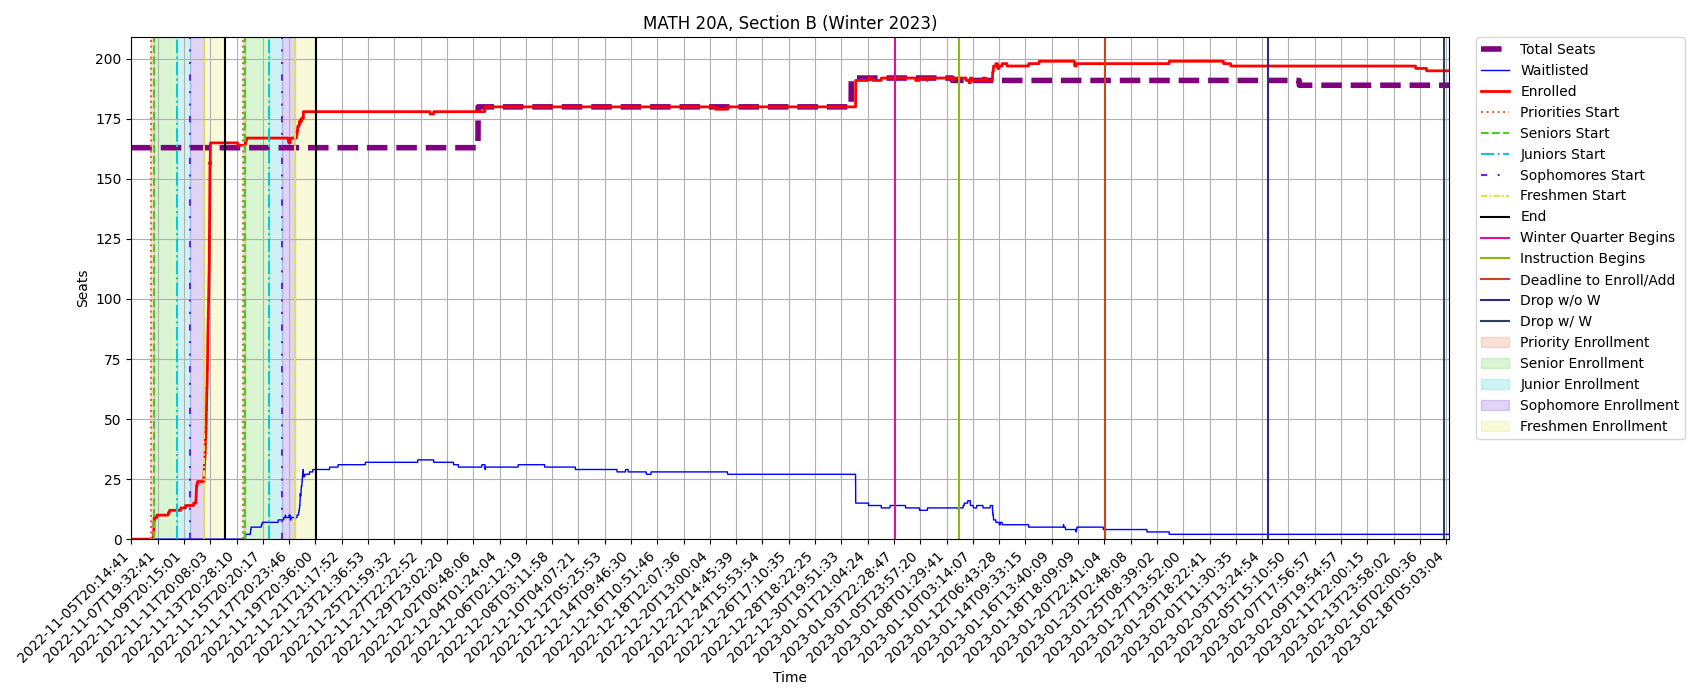 MATH 20A, Section B (Winter 2023)
200
175
150
125
100
75
50
25
0
Seats
2022-11-05T20:14:41
2022-11-07T19:32:41
2022-11-09T20:15:01
2022-11-11T20:08:03
2022-11-13T20:28:10
2022-11-15T20:20:17
2022-11-17T20:23:46
2022-11-19T20:36:00
2022-11-21T21:17:52
2022-11-23T21:36:53
2022-11-25T21:59:32
2022-11-27T22:22:52
2022-11-29T23:02:20
2022-12-02T00:48:06
2022-12-04T01:24:04
2022-12-06T02:12:19
2022-12-08T03:11:58
2022-12-10T04:07:21
2022-12-12T05:25:53
2022-12-14T09:46:30
2022-12-16T10:51:46
2022-12-18T12:07:36
2022-12-20T13:00:04
2022-12-22T14:45:39
2022-12-24T15:53:54
2022-12-26T17:10:35
2022-12-28T18:22:25
2022-12-30T19:51:33
2023-01-01T21:04:24
2023-01-03T22:28:47
2023-01-05T23:57:20
2023-01-08T01:29:41
2023-01-10T03:14:07
2023-01-12T06:43:28
2023-01-14T09:33:15
2023-01-16T13:40:09
2023-01-18T18:09:09
2023-01-20T22:41:04
2023-01-23T02:48:08
2023-01-25T08:39:02
2023-01-27T13:52:00
2023-01-29T18:22:41
2023-02-01T11:30:35
2023-02-03T13:24:54
2023-02-05T15:10:50
2023-02-07T17:56:57
2023-02-09T19:54:57
2023-02-11T22:00:15
2023-02-13T23:58:02
2023-02-16T02:00:36
2023-02-18T05:03:04
Time
Total Seats
Waitlisted
Enrolled
Priorities Start
Seniors Start
Juniors Start
Sophomores Start
Freshmen Start
End
Winter Quarter Begins
Instruction Begins
Deadline to Enroll/Add
Drop w/o W
Drop w/ W
Priority Enrollment
Senior Enrollment
Junior Enrollment
Sophomore Enrollment
Freshmen Enrollment